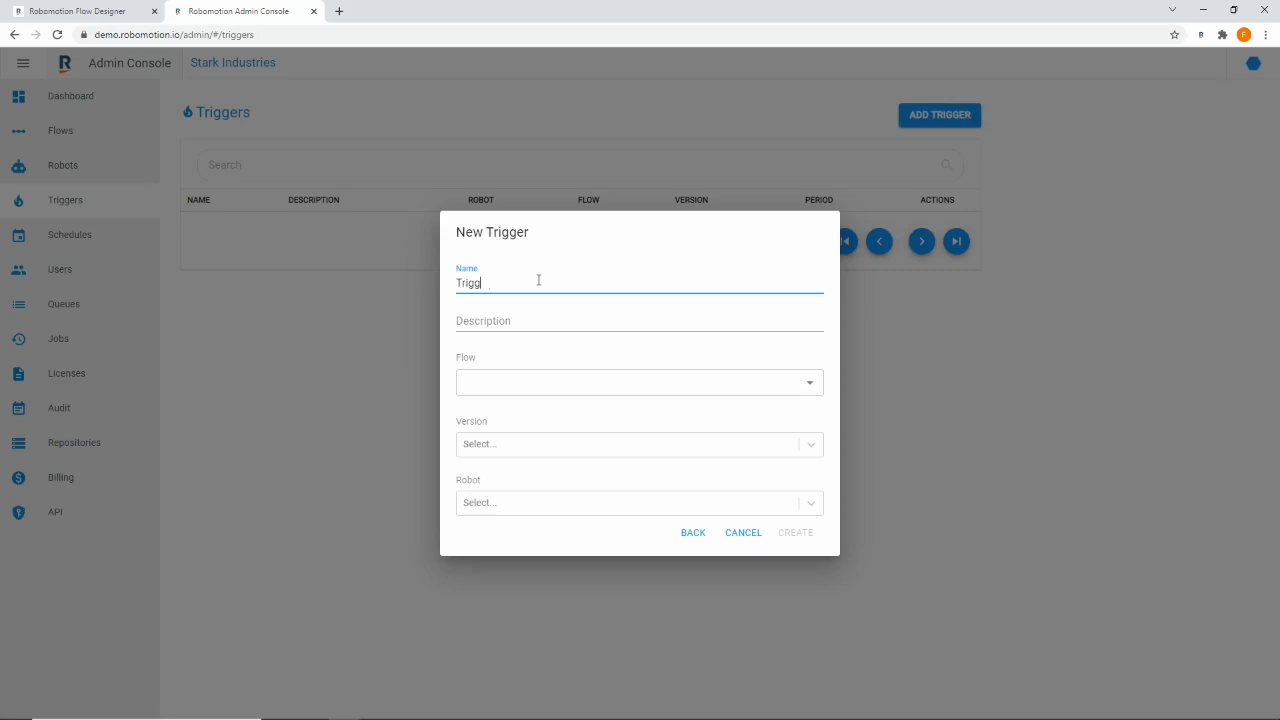 Robomotion Flow Designer
Robomotion Admin Console
demo.robomotion.io/admin/#/triggers
Admin Console
Stark Industries
Dashboard
Flows
Robots
Triggers
Schedules
Users
Queues
Jobs
Licenses
Audit
Repositories
Billing
API
Triggers
ADD TRIGGER
Search
NAME DESCRIPTION ROBOT FLOW VERSION PERIOD ACTIONS
New Trigger
Name
Trigg
Description
Flow
Version
Select...
Robot
Select...
BACK CANCEL CREATE